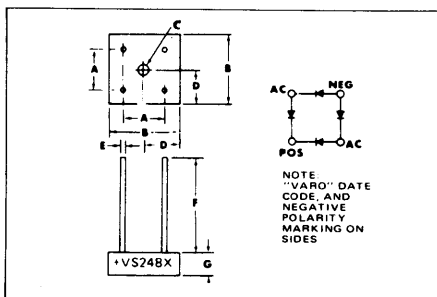 C
A
B
D
A
B
E
D
F
G
+VS248X
AC
NEG
POS
AC
NOTE:
"VARO" DATE
CODE, AND
NEGATIVE
POLARITY
MARKING ON
SIDES